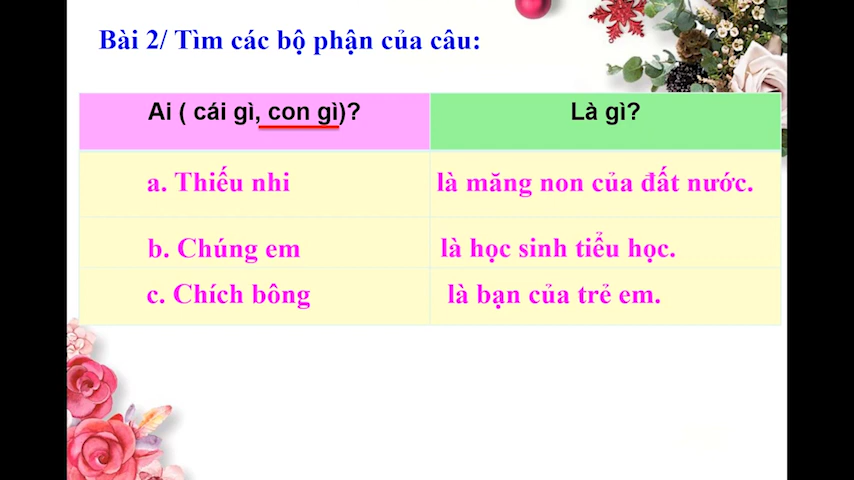 Bài 2/ Tìm các bộ phận của câu:
Ai ( cái gì, con gì)? Là gì?
a. Thiếu nhi là măng non của đất nước.
b. Chúng em là học sinh tiểu học.
c. Chích bông là bạn của trẻ em.